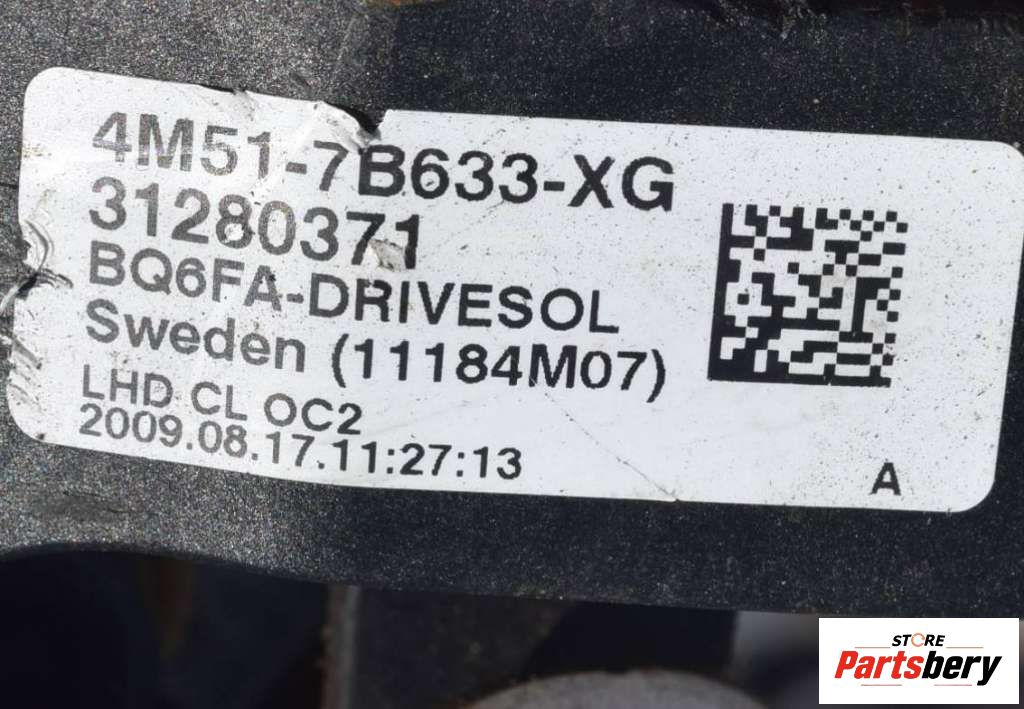 4M51-7B633-XG
31280371
BQ6FA-DRIVESOL
Sweden (11184M07)
LHD CL OC2
2009.08.17.11:27:13
A
STORE
Partsbery